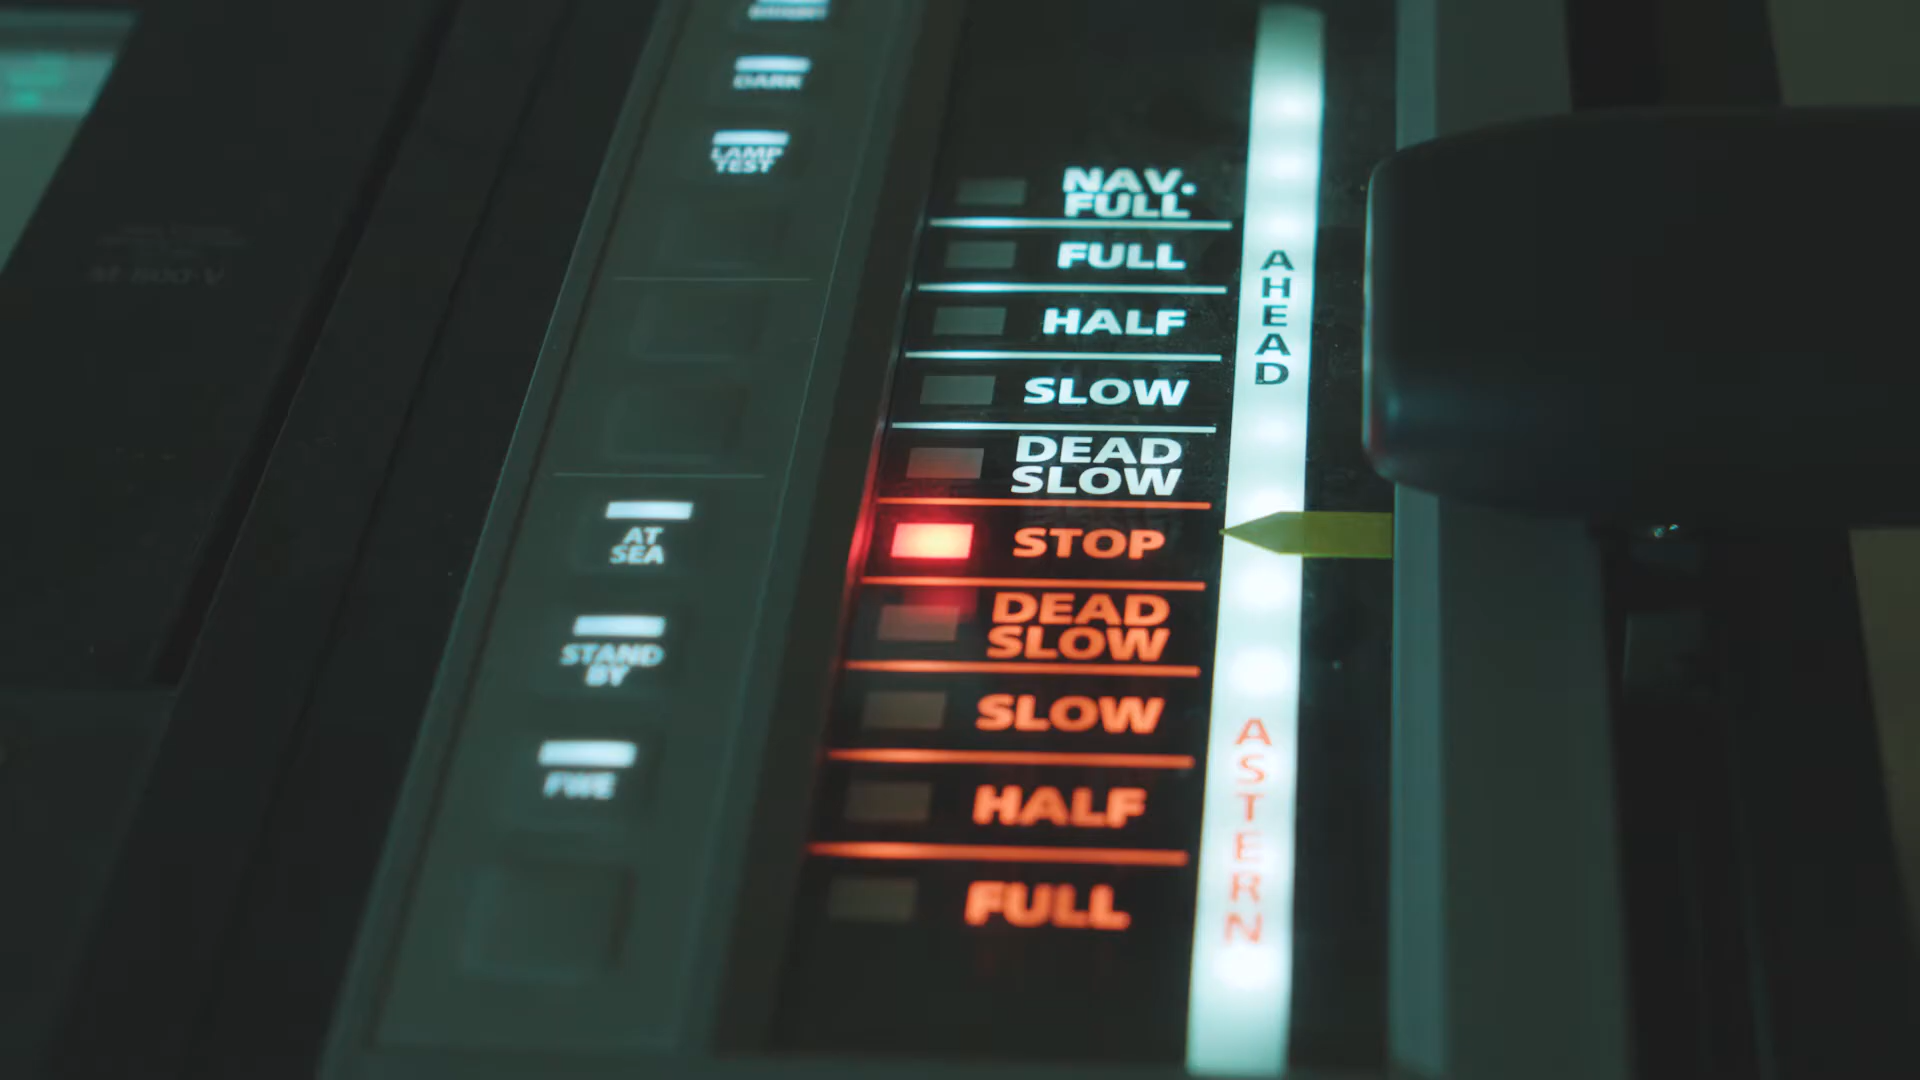 DARK
LAMP
TEST
NAV.
FULL
FULL
HALF
SLOW
DEAD
SLOW
STOP
DEAD
SLOW
SLOW
HALF
FULL
AHEAD
ASTERN
AT
SEA
STAND
BY
FWE